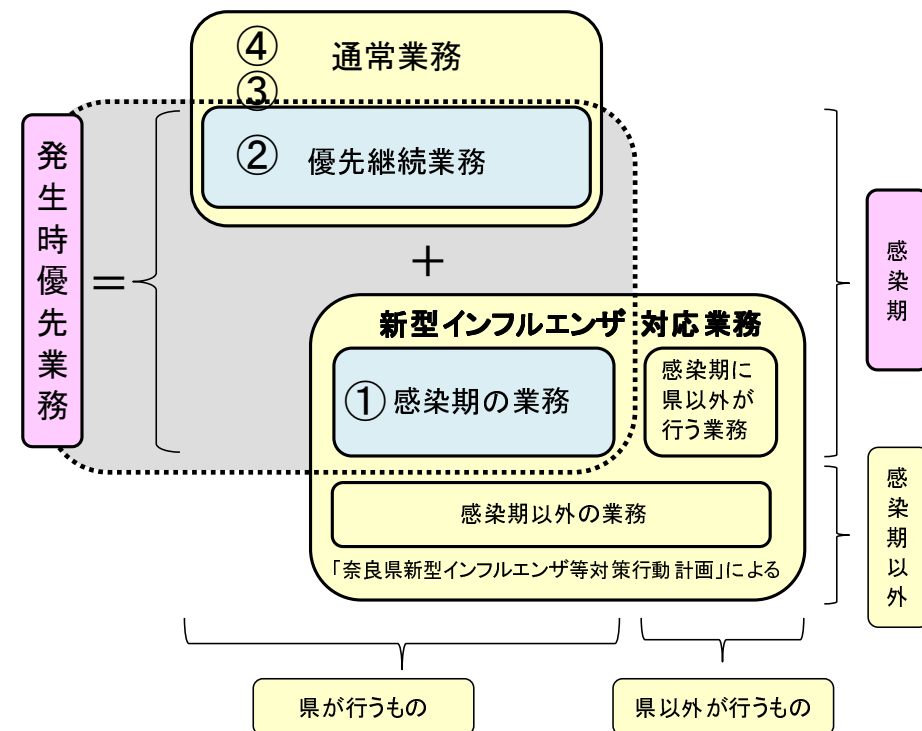 ④ 通常業務
③
② 優先継続業務
発生時優先業務
=
+
新型インフルエンザ 対応業務
① 感染期の業務
感染期に
県以外が
行う業務
感染期以外の業務
「奈良県新型インフルエンザ等対策行動計画」による
感染期
感染期以外
県が行うもの
県以外が行うもの